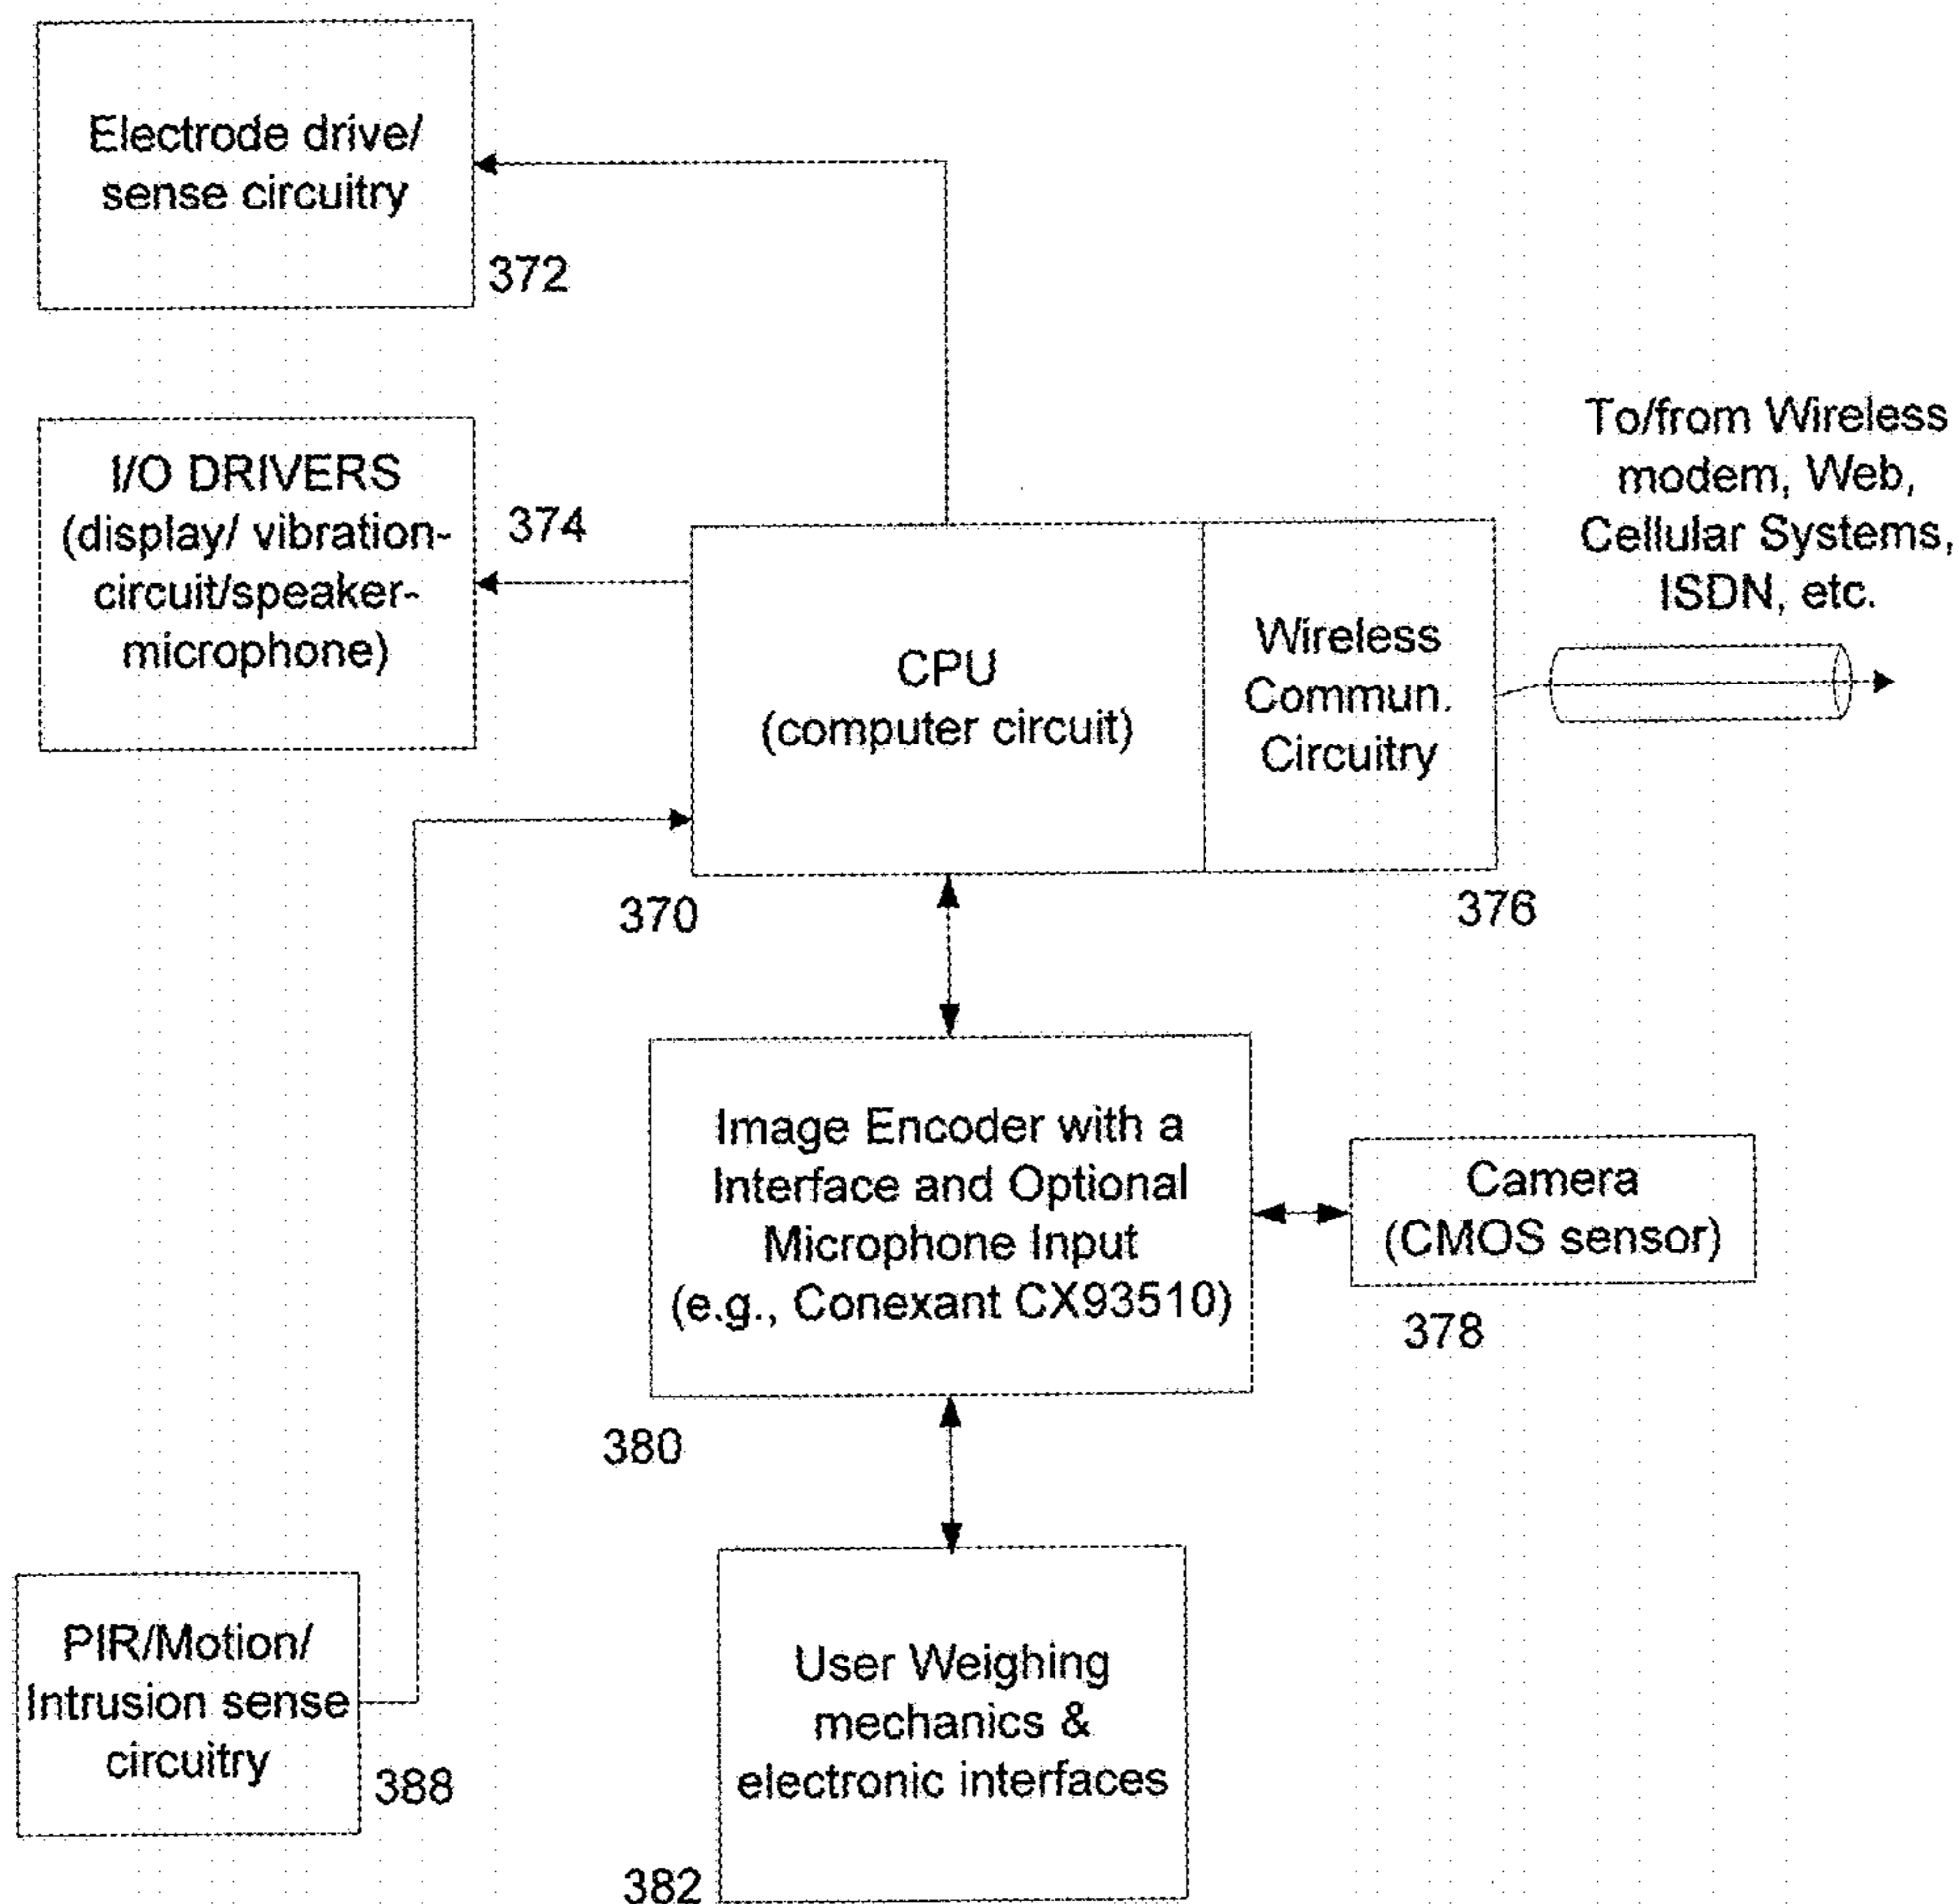 Electrode drive/
sense circuitry
372
I/O DRIVERS
(display/ vibration-
circuit/speaker-
microphone)
374
CPU
(computer circuit)
370
Wireless
Commun.
Circuitry
376
To/from Wireless
modem, Web,
Cellular Systems,
ISDN, etc.
Image Encoder with a
Interface and Optional
Microphone Input
(e.g., Conexant CX93510)
380
Camera
(CMOS sensor)
378
PIR/Motion/
Intrusion sense
circuitry
388
User Weighing
mechanics &
electronic interfaces
382